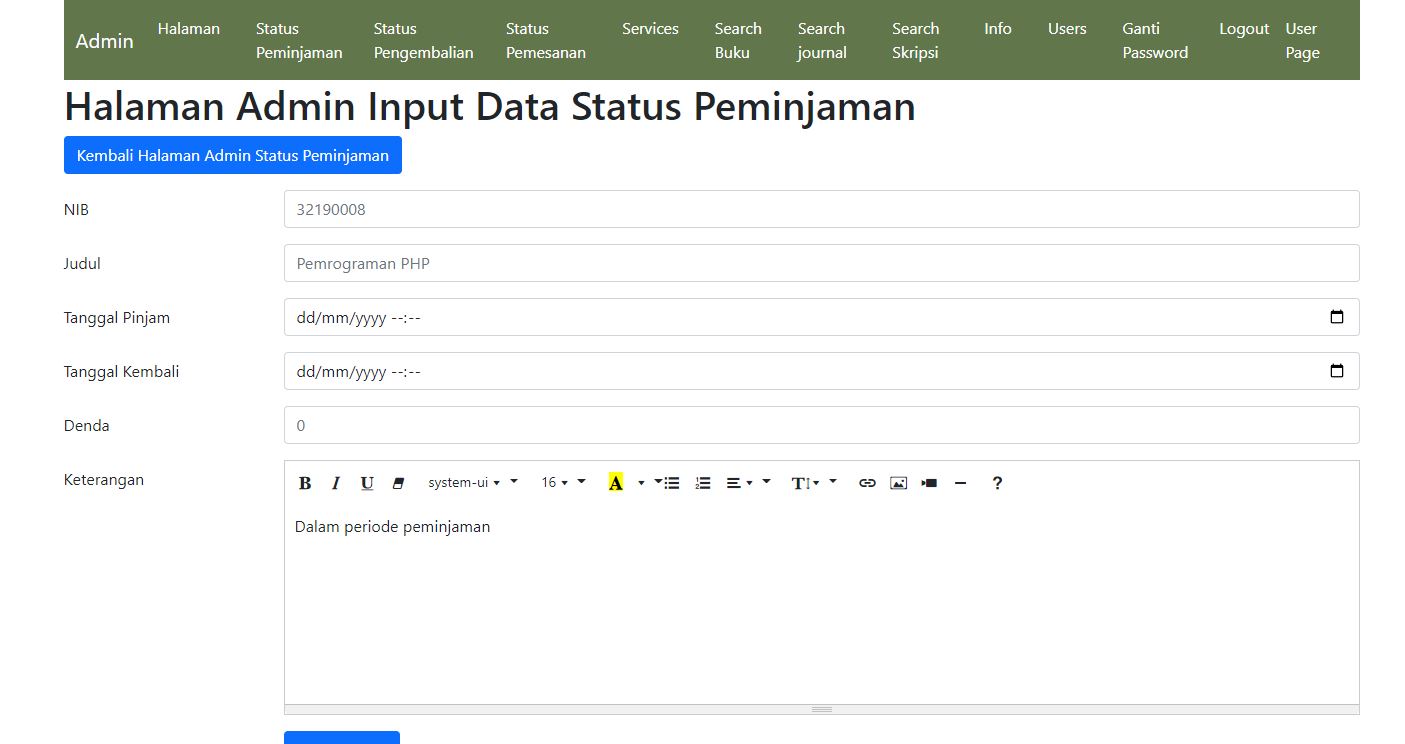 Admin
Halaman
Status
Peminjaman
Status
Pengembalian
Status
Pemesanan
Services
Search
Buku
Search
journal
Search
Skripsi
Info
Users
Ganti
Password
Logout
User
Page
Halaman Admin Input Data Status Peminjaman
Kembali Halaman Admin Status Peminjaman
NIB
32190008
Judul
Pemrograman PHP
Tanggal Pinjam
dd/mm/yyyy --:--
Tanggal Kembali
dd/mm/yyyy --:--
Denda
0
Keterangan
B I U system-ui 16 A T ?
Dalam periode peminjaman